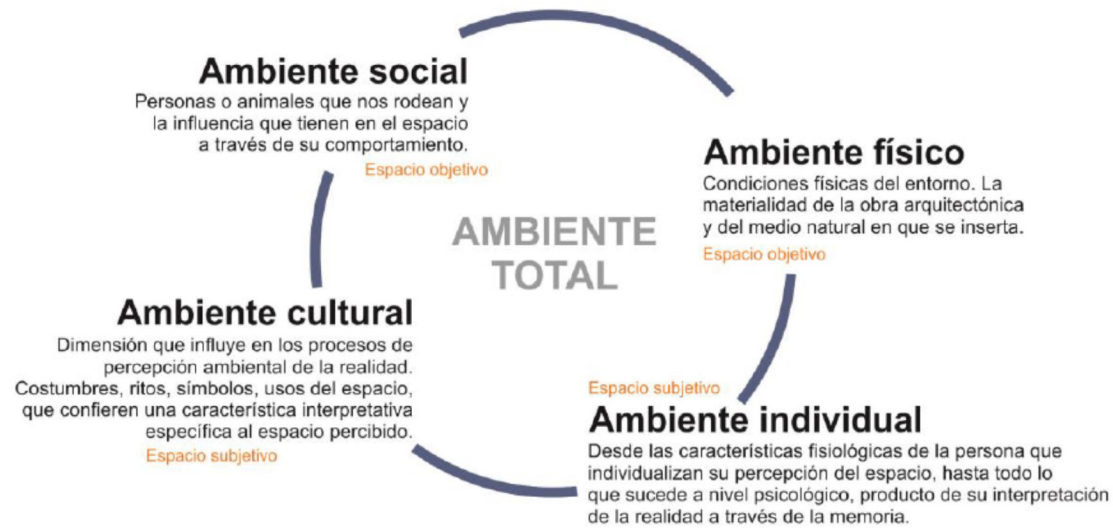 Ambiente social
Personas o animales que nos rodean y
la influencia que tienen en el espacio
a través de su comportamiento.
Espacio objetivo
Ambiente físico
Condiciones físicas del entorno. La
materialidad de la obra arquitectónica
y del medio natural en que se inserta.
Espacio objetivo
AMBIENTE
TOTAL
Ambiente cultural
Dimensión que influye en los procesos de
percepción ambiental de la realidad.
Costumbres, ritos, símbolos, usos del espacio,
que confieren una característica interpretativa
específica al espacio percibido.
Espacio subjetivo
Espacio subjetivo
Ambiente individual
Desde las características fisiológicas de la persona que
individualizan su percepción del espacio, hasta todo lo
que sucede a nivel psicológico, producto de su interpretación
de la realidad a través de la memoria.